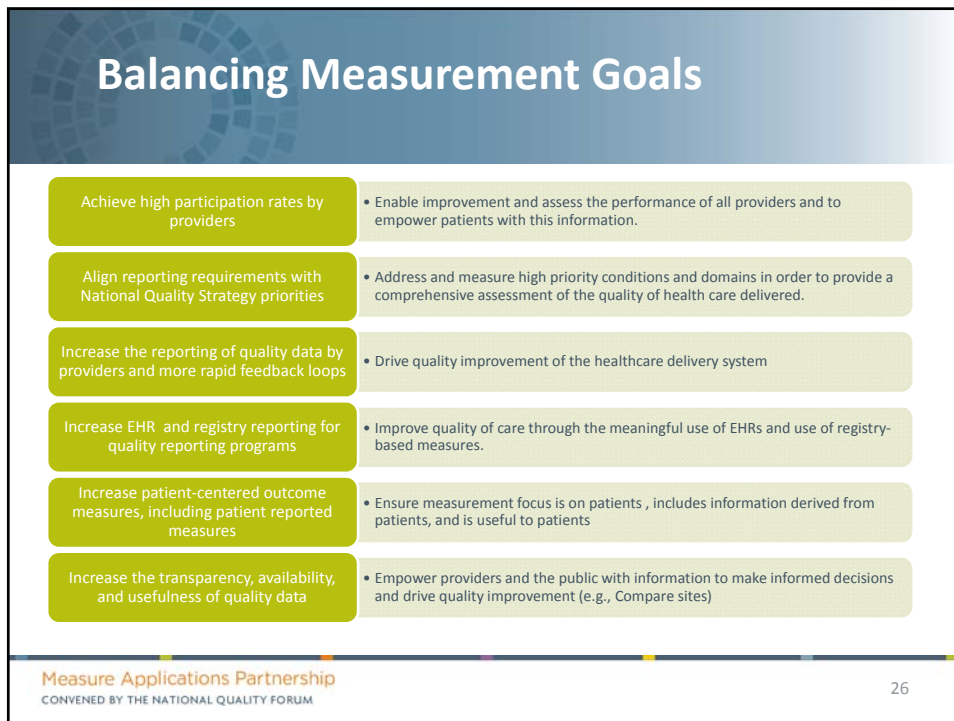 Balancing Measurement Goals
Achieve high participation rates by
providers
• Enable improvement and assess the performance of all providers and to
empower patients with this information.
Align reporting requirements with
National Quality Strategy priorities
• Address and measure high priority conditions and domains in order to provide a
comprehensive assessment of the quality of health care delivered.
Increase the reporting of quality data by
providers and more rapid feedback loops
• Drive quality improvement of the healthcare delivery system
Increase EHR and registry reporting for
quality reporting programs
• Improve quality of care through the meaningful use of EHRs and use of registry-
based measures.
Increase patient-centered outcome
measures, including patient reported
measures
• Ensure measurement focus is on patients , includes information derived from
patients, and is useful to patients
Increase the transparency, availability,
and usefulness of quality data
• Empower providers and the public with information to make informed decisions
and drive quality improvement (e.g., Compare sites)
Measure Applications Partnership
CONVENED BY THE NATIONAL QUALITY FORUM
26